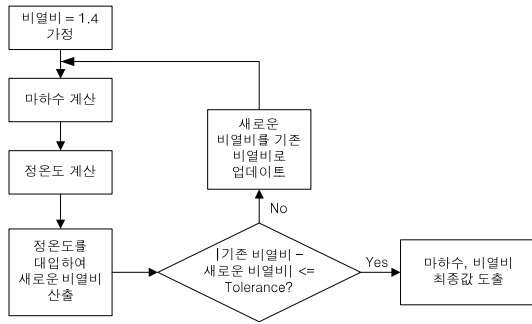 비열비 = 1.4
가정
마하수 계산
정온도 계산
정온도를
대입하여
새로운 비열비
산출
|기존 비열비 –
새로운 비열비| <=
Tolerance?
No
새로운
비열비를 기존
비열비로
업데이트
Yes
마하수, 비열비
최종값 도출